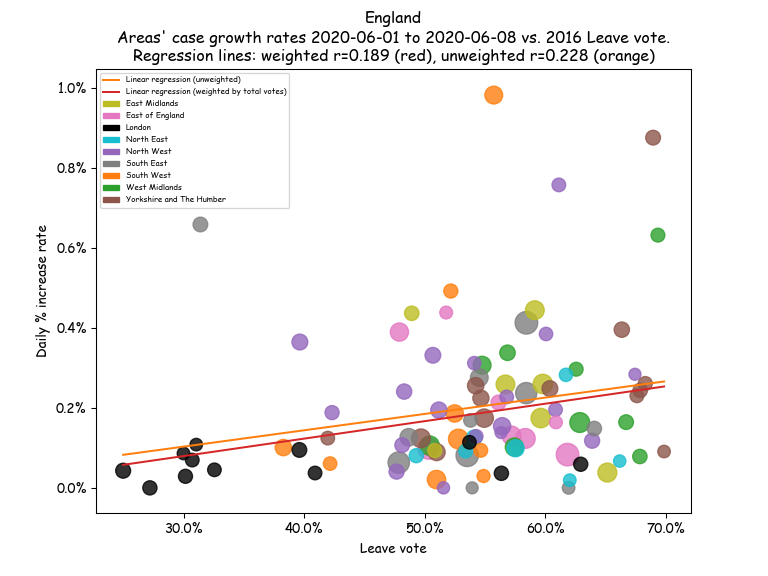 England
Areas' case growth rates 2020-06-01 to 2020-06-08 vs. 2016 Leave vote.
Regression lines: weighted r=0.189 (red), unweighted r=0.228 (orange)
Linear regression (unweighted)
Linear regression (weighted by total votes)
East Midlands
East of England
London
North East
North West
South East
South West
West Midlands
Yorkshire and The Humber
1.0%
0.8%
0.6%
0.4%
0.2%
0.0%
Daily % increase rate
30.0% 40.0% 50.0% 60.0% 70.0%
Leave vote